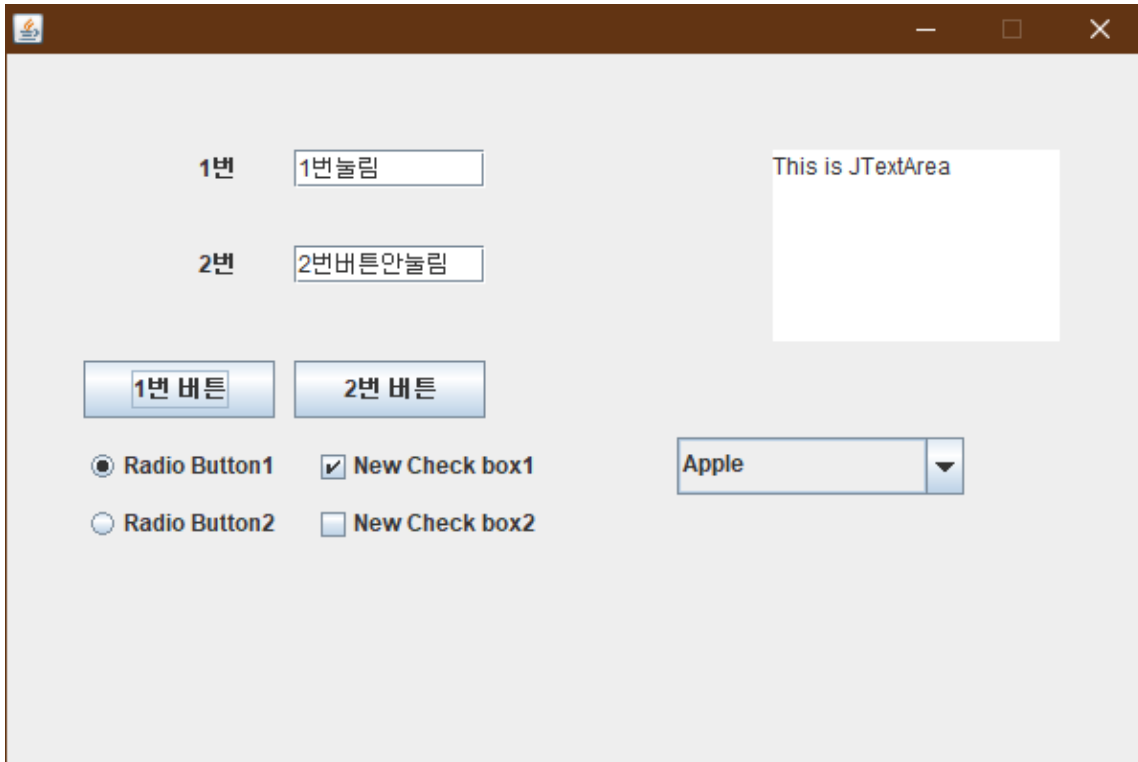 1번 1번눌림
This is JTextArea
2번 2번버튼안눌림
1번 버튼 2번 버튼
Radio Button1 New Check box1
Apple
Radio Button2 New Check box2